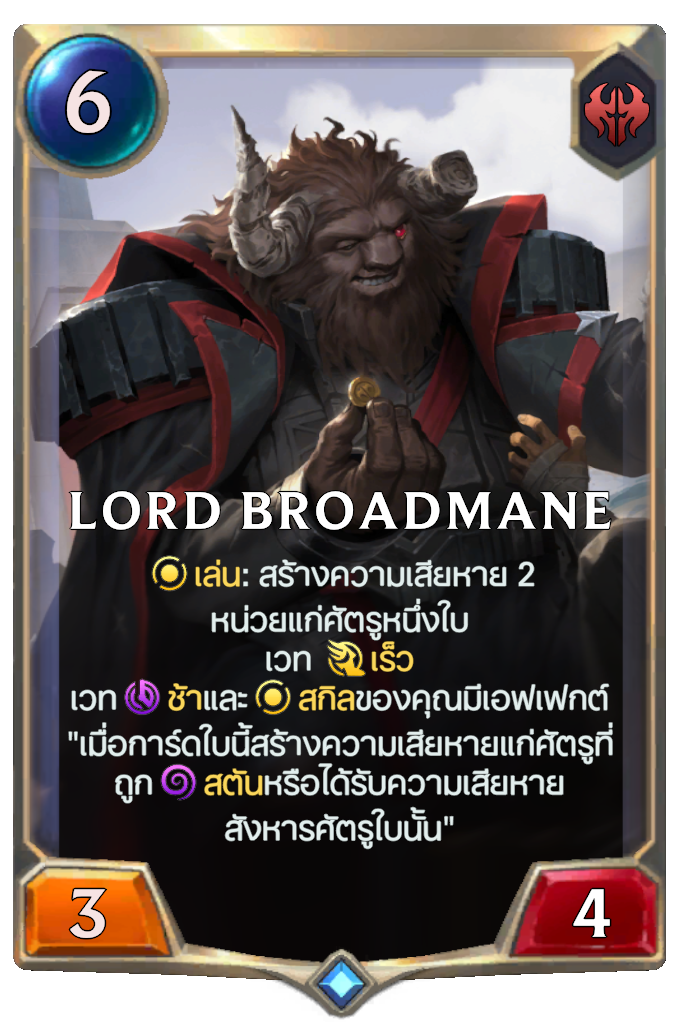 6
LORD BROADMANE
เล่น: สร้างความเสียหาย 2
หน่วยแก่ศัตรูหนึ่งใบ
เวท เร็ว
เวท ช้าและ สกิลของคุณมีเอฟเฟกต์
"เมื่อการ์ดใบนี้สร้างความเสียหายแก่ศัตรูที่
ถูก สตันหรือได้รับความเสียหาย
สังหารศัตรูใบนั้น"
3
4